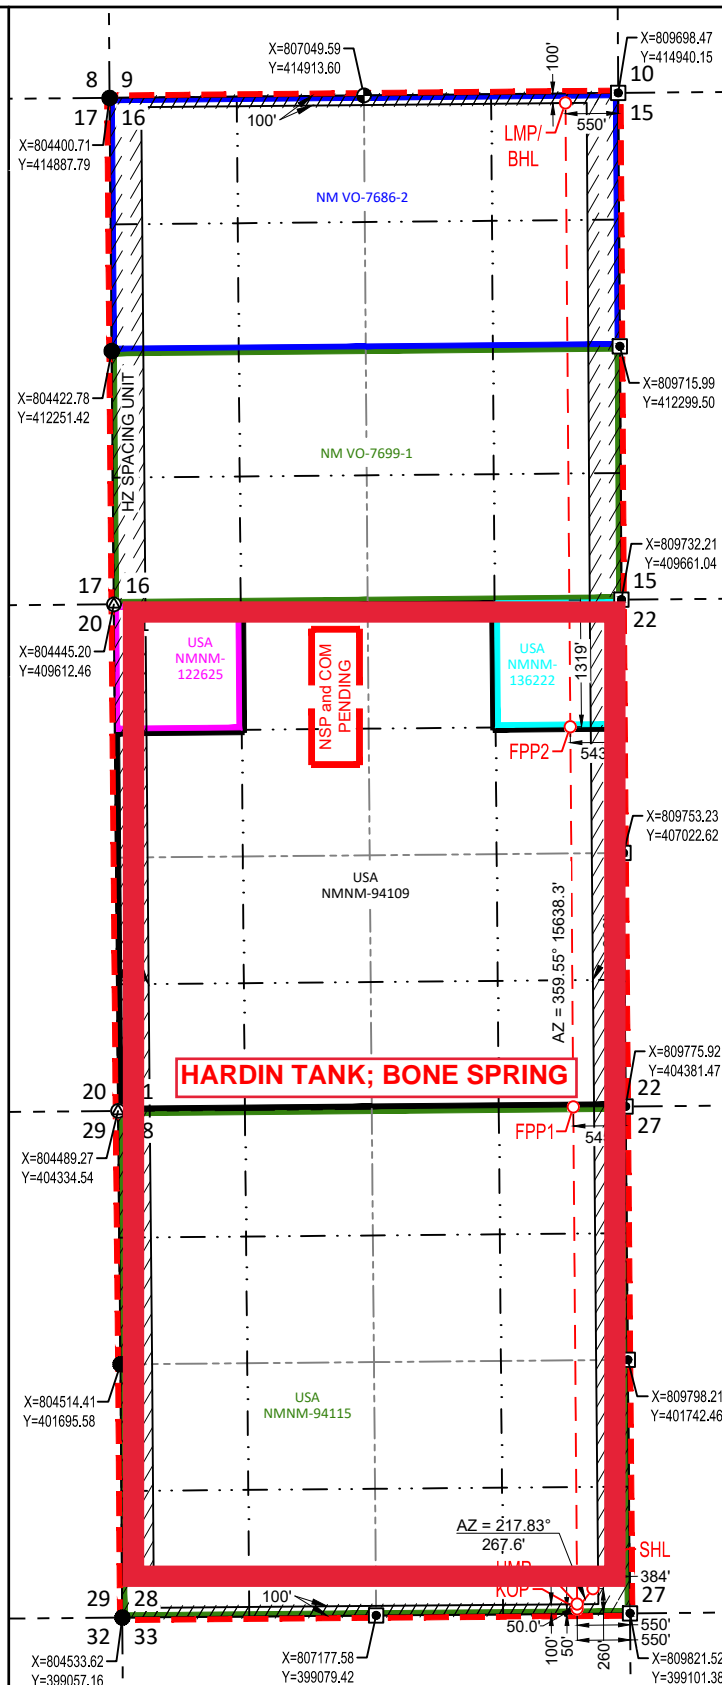 X=807049.59
Y=414913.60
X=809698.47
Y=414940.15
100'
8 9
10
17 16
15
100'
550'
LMP/
BHL
X=804400.71
Y=414887.79
NM VO-7686-2
X=809715.99
Y=412299.50
X=804422.78
Y=412251.42
HZ SPACING UNIT
NM VO-7699-1
X=809732.21
Y=409661.04
17 16
15
20
22
X=804445.20
Y=409612.46
USA
NMNM-
122625
NSP and COM
PENDING
USA
NMNM-
136222
1319'
FPP2
543
X=809753.23
Y=407022.62
USA
NMNM-94109
AZ = 359.55° 15638.3'
X=809775.92
Y=404381.47
HARDIN TANK; BONE SPRING
20
22
29 8
27
FPP1
54
X=804489.27
Y=404334.54
X=809798.21
Y=401742.46
X=804514.41
Y=401695.58
USA
NMNM-94115
AZ = 217.83°
267.6'
SHL
384'
KOP
29 28
27
100'
32 33
50.0'
100'
50'
260'
550'
550'
X=804533.62
Y=399057.16
X=807177.58
Y=399079.42
X=809821.52
Y=399101.38